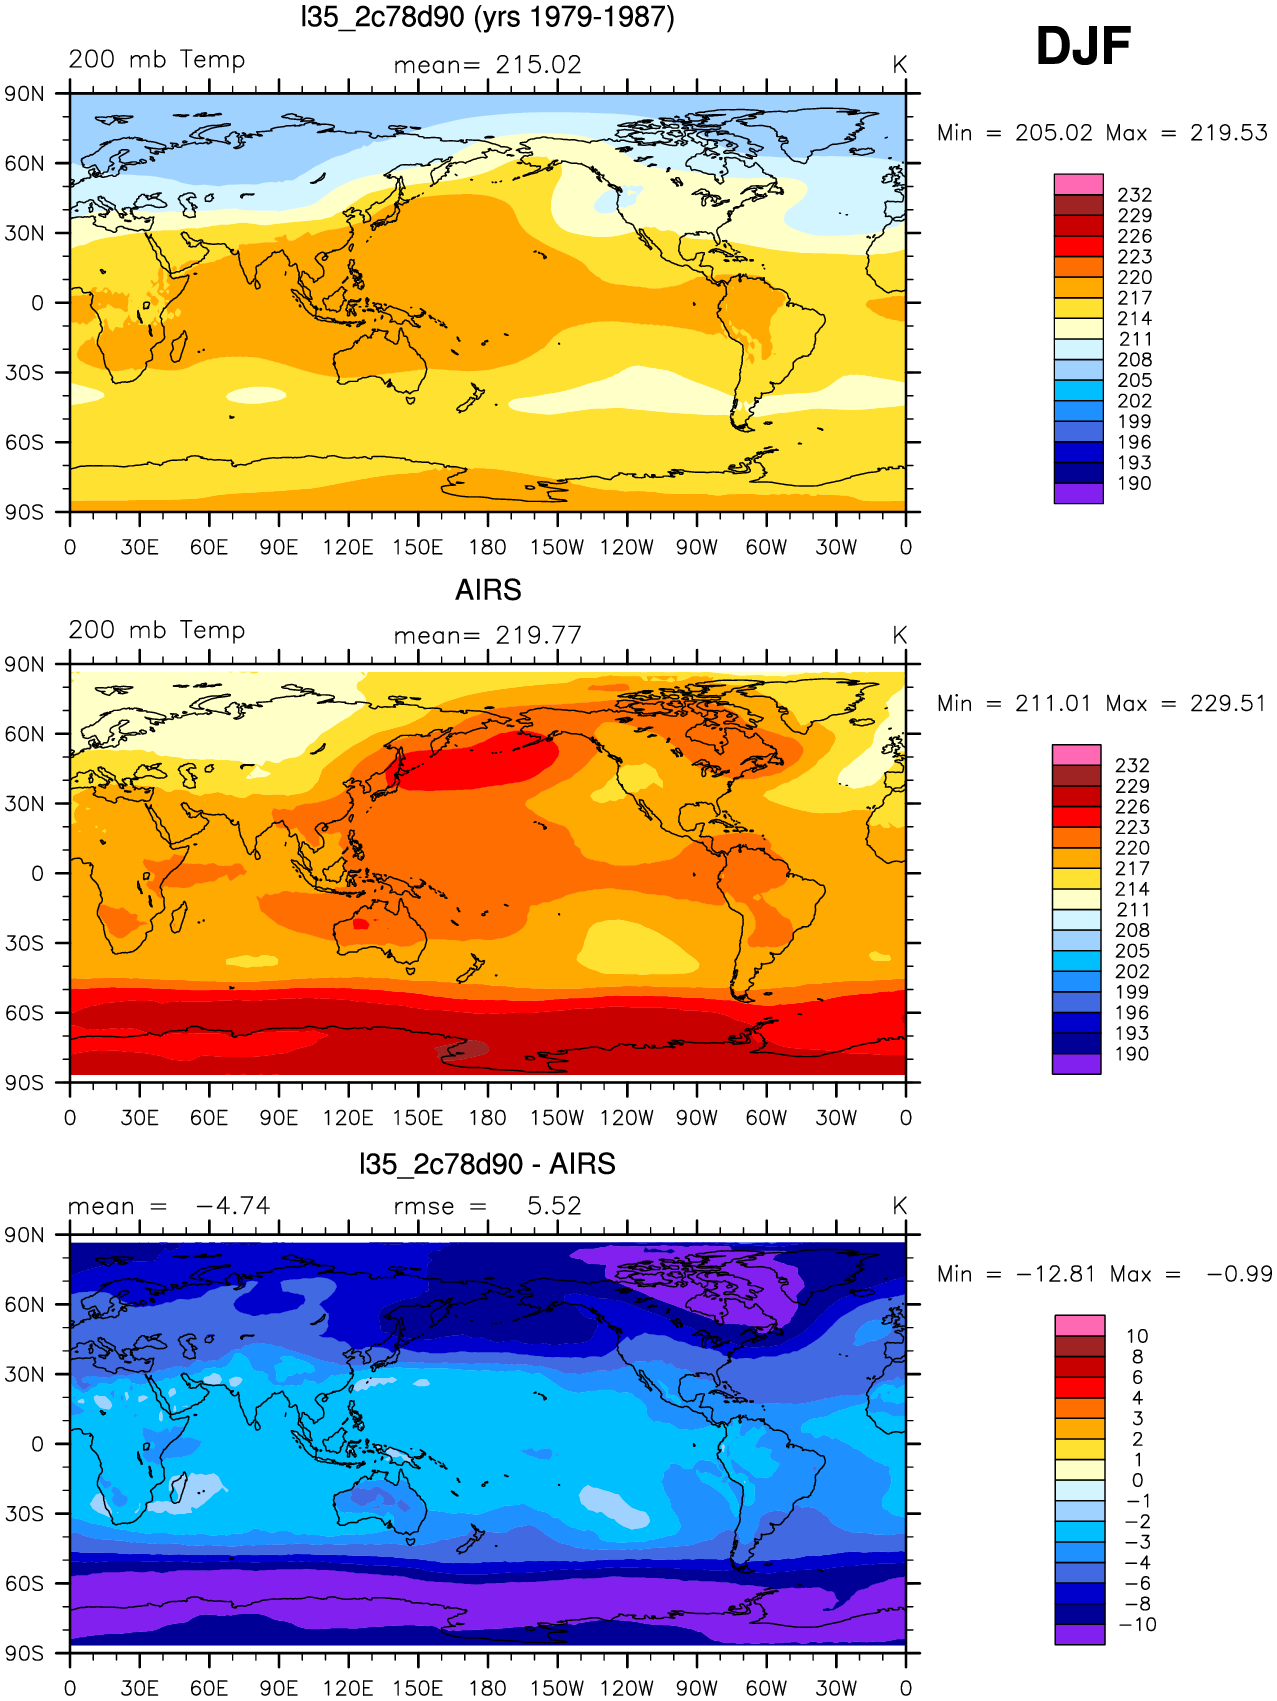 l35_2c78d90 (yrs 1979-1987)
DJF
200 mb Temp mean= 215.02 K
Min = 205.02 Max = 219.53
90N
60N
30N
0
30S
60S
90S
0 30E 60E 90E 120E 150E 180 150W 120W 90W 60W 30W 0
232
229
226
223
220
217
214
211
208
205
202
199
196
193
190
AIRS
200 mb Temp mean= 219.77 K
Min = 211.01 Max = 229.51
90N
60N
30N
0
30S
60S
90S
0 30E 60E 90E 120E 150E 180 150W 120W 90W 60W 30W 0
232
229
226
223
220
217
214
211
208
205
202
199
196
193
190
l35_2c78d90 - AIRS
mean = −4.74 rmse = 5.52 K
Min = −12.81 Max = −0.99
90N
60N
30N
0
30S
60S
90S
0 30E 60E 90E 120E 150E 180 150W 120W 90W 60W 30W 0
10
8
6
4
3
2
1
0
−1
−2
−3
−4
−6
−8
−10